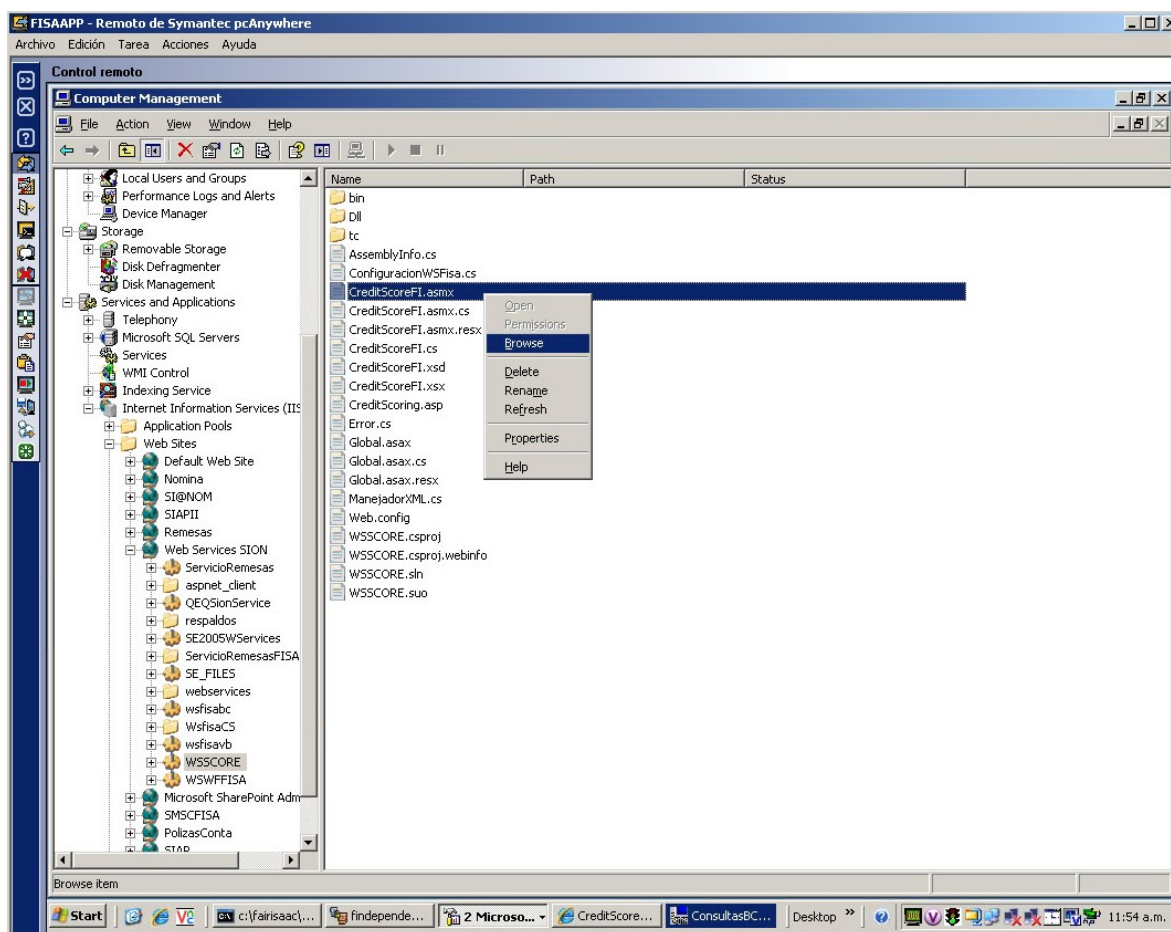 FISAAPP - Remoto de Symantec pcAnywhere
Archivo Edición Tarea Acciones Ayuda
Control remoto
Computer Management
File Action View Window Help
Local Users and Groups
Performance Logs and Alerts
Device Manager
Storage
Removable Storage
Disk Defragmenter
Disk Management
Services and Applications
Telephony
Microsoft SQL Servers
Services
WMI Control
Indexing Service
Internet Information Services (IIS
Application Pools
Web Sites
Default Web Site
Nomina
SI@NOM
SIAPII
Remesas
Web Services SION
ServicioRemesas
aspnet_client
QEQSionService
respaldos
SE2005WServices
ServicioRemesasFISA
SE_FILES
webservices
wsfisabc
WsfisaCS
wsfisavb
WSSCORE
WSWFFISA
Microsoft SharePoint Adm
SMSCFISA
PolizasConta
SIAP
Name Path Status
bin
Dll
tc
AssemblyInfo.cs
ConfiguracionWSFisa.cs
CreditScoreFI.asmx
CreditScoreFI.asmx.cs
CreditScoreFI.asmx.resx
CreditScoreFI.cs
CreditScoreFI.xsd
CreditScoreFI.xsx
CreditScoring.asp
Error.cs
Global.asax
Global.asax.cs
Global.asax.resx
ManejadorXML.cs
Web.config
WSSCORE.csproj
WSSCORE.csproj.webinfo
WSSCORE.sln
WSSCORE.suo
Open
Permissions
Browse
Delete
Rename
Refresh
Properties
Help
Browse item
Start c:\fairisaac\... findepende... 2 Microso... CreditScore... ConsultasBC... Desktop » 11:54 a.m.